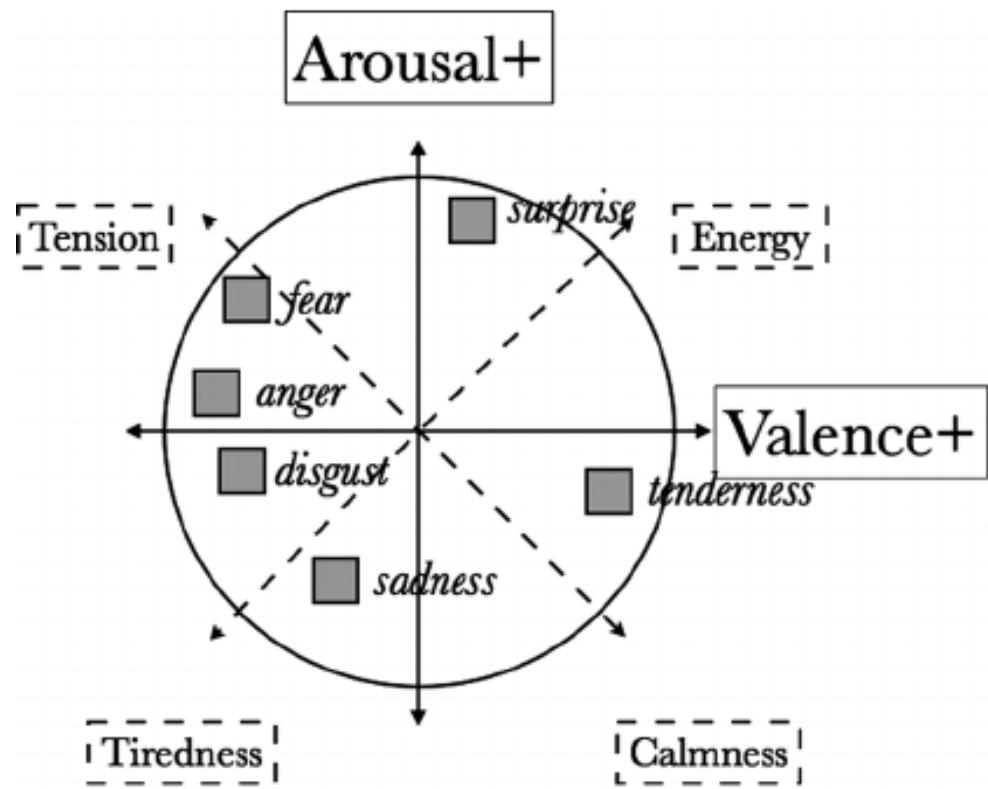 Arousal+
surprise
Tension
Energy
fear
anger
Valence+
disgust
tenderness
sadness
Tiredness
Calmness